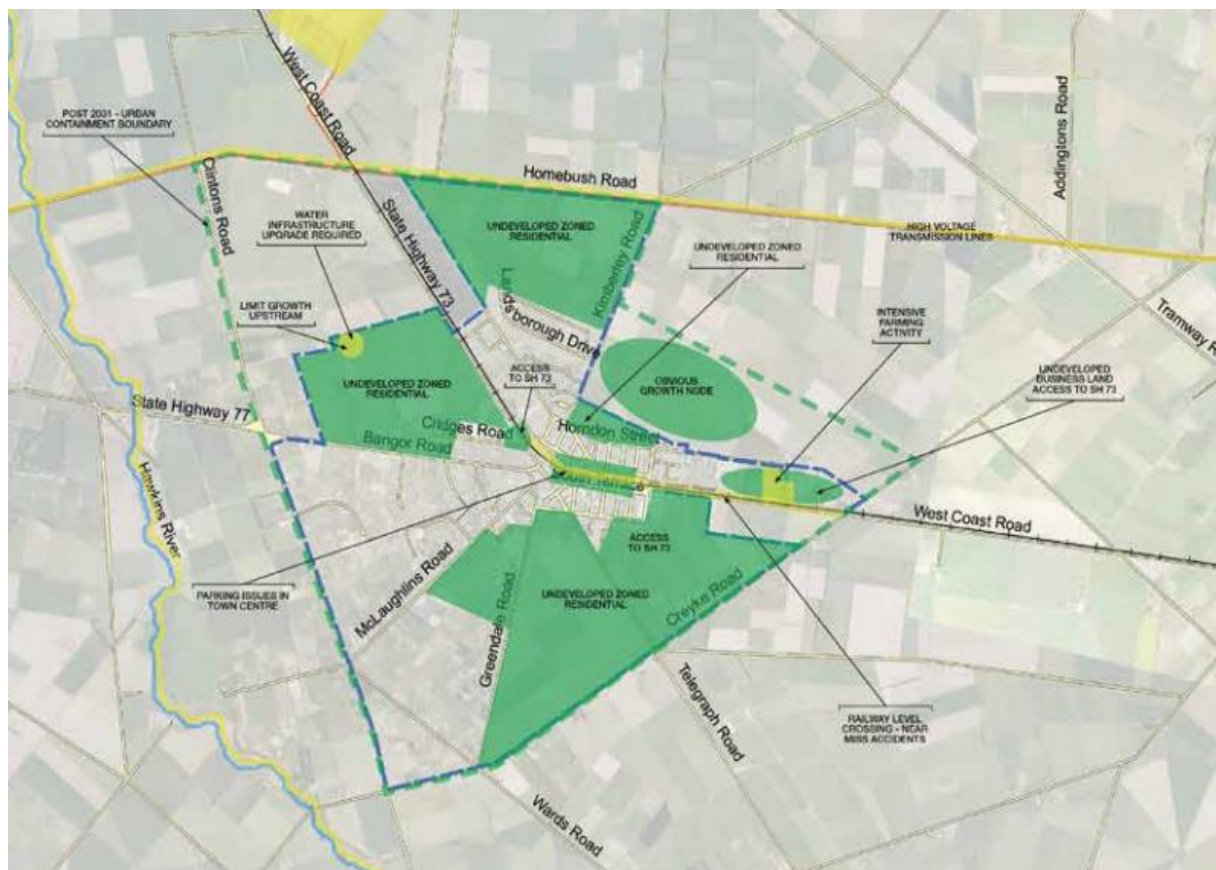 West Coast Road
Addingtons Road
POST 2031 - URBAN
CONTAINMENT BOUNDARY
Clintons Road
Homebush Road
WATER
INFRASTRUCTURE
UPGRADE REQUIRED
State Highway 73
UNDEVELOPED ZONED
RESIDENTIAL
Kimberley Road
UNDEVELOPED ZONED
RESIDENTIAL
HIGH VOLTAGE
TRANSMISSION LINES
LIMIT GROWTH
UPSTREAM
Landsborough Drive
INTENSIVE
FARMING
ACTIVITY
Tramway R
UNDEVELOPED ZONED
RESIDENTIAL
ACCESS
TO SH 73
OBVIOUS
GROWTH NODE
UNDEVELOPED
BUSINESS LAND
ACCESS TO SH 73
State Highway 77
Cridges Road
Bangor Road
Horndon Street
Hawkins River
West Coast Road
PARKING ISSUES IN
TOWN CENTRE
McLaughlins Road
ACCESS
TO SH 73
UNDEVELOPED ZONED
RESIDENTIAL
Greendale Road
Creyke Road
Telegraph Road
RAILWAY LEVEL
CROSSING - NEAR
MISS ACCIDENTS
Wards Road